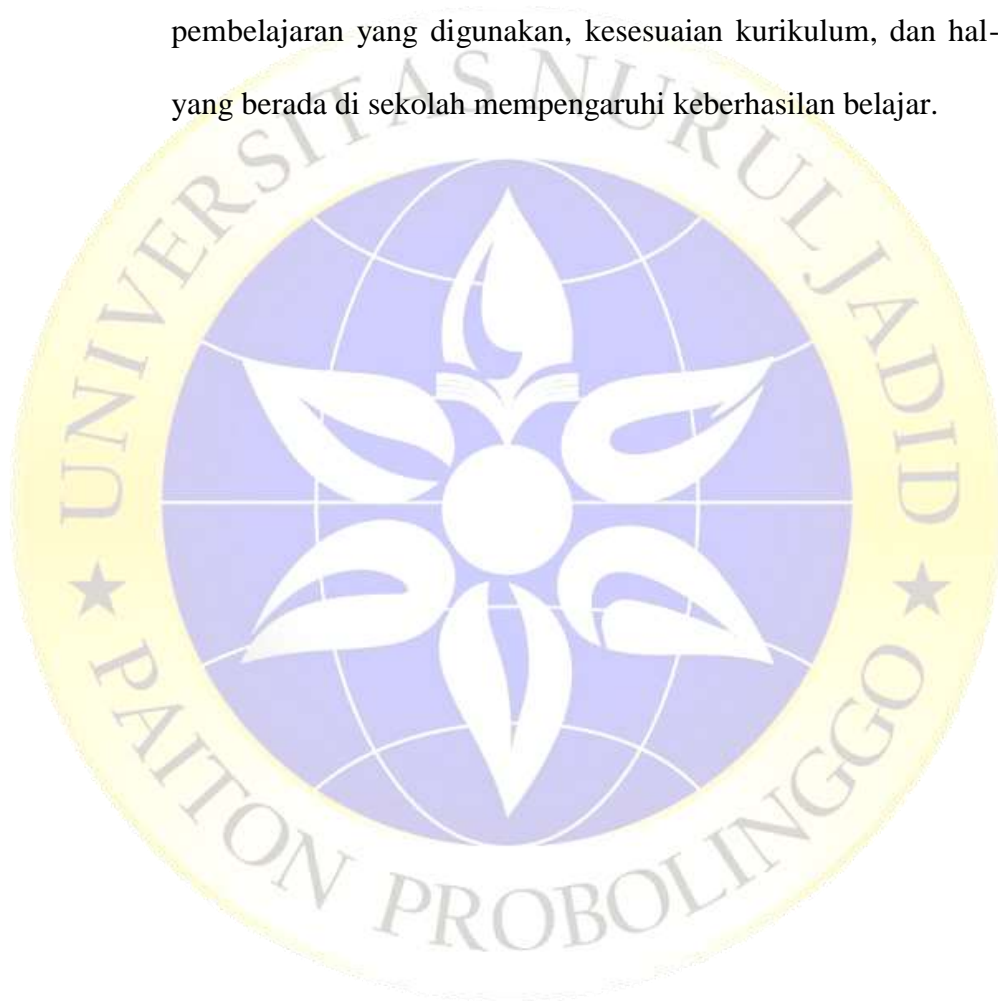 pembelajaran yang digunakan, kesesuaian kurikulum, dan hal-
yang berada di sekolah mempengaruhi keberhasilan belajar.
UNIVERSITAS NURUL JADID
★ PAITON PROBOLINGGO ★